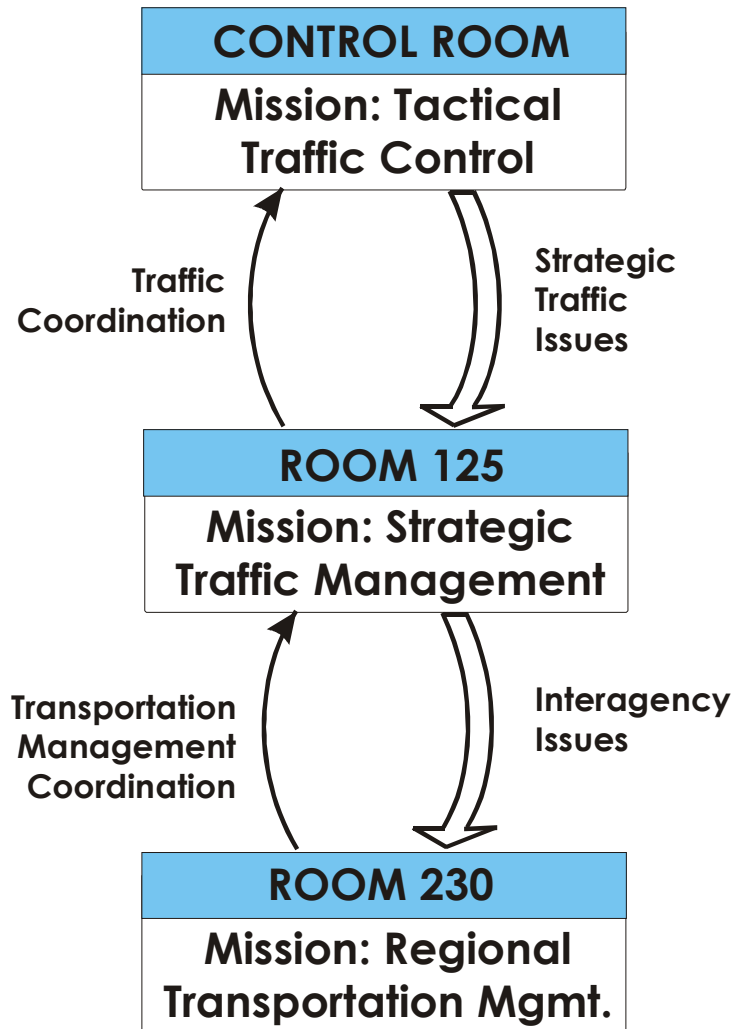 CONTROL ROOM
Mission: Tactical
Traffic Control
Traffic
Coordination
Strategic
Traffic
Issues
ROOM 125
Mission: Strategic
Traffic Management
Transportation
Management
Coordination
Interagency
Issues
ROOM 230
Mission: Regional
Transportation Mgmt.